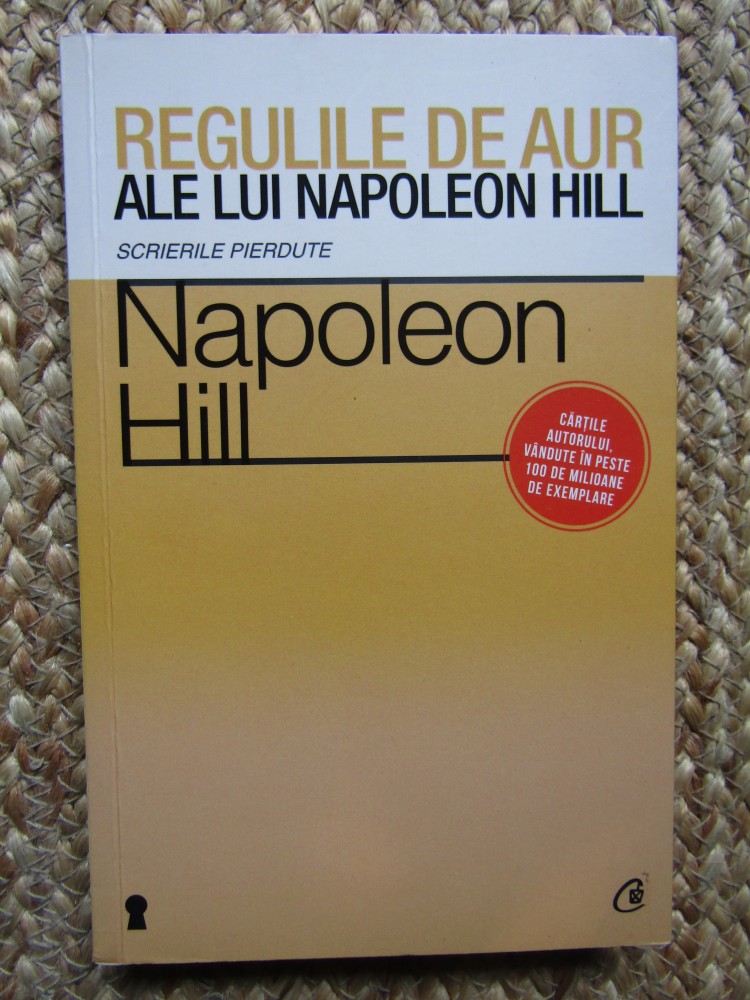 REGULILE DE AUR
ALE LUI NAPOLEON HILL
SCRIERILE PIERDUTE
Napoleon
Hill
CĂRȚILE
AUTORULUI,
VÂNDUTE ÎN PESTE
100 DE MILIOANE
DE EXEMPLARE